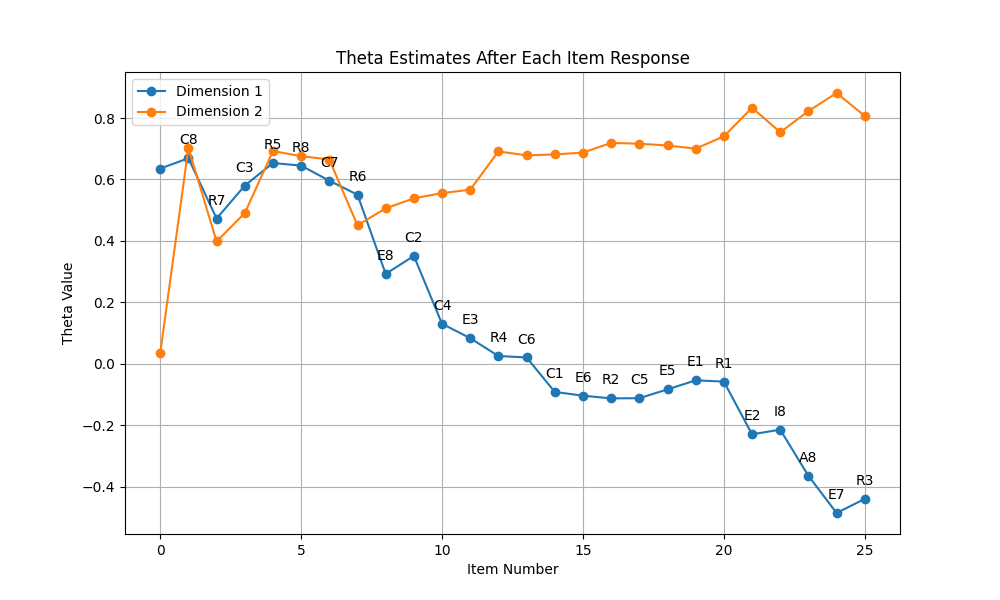 Theta Estimates After Each Item Response
Dimension 1
Dimension 2
C8
R7
C3
R5
R8
C7
R6
E8
C2
C4
E3
R4
C6
C1
E6
R2
C5
E5
E1
R1
E2
I8
A8
E7
R3
Theta Value
0.8
0.6
0.4
0.2
0.0
−0.2
−0.4
0 5 10 15 20 25
Item Number